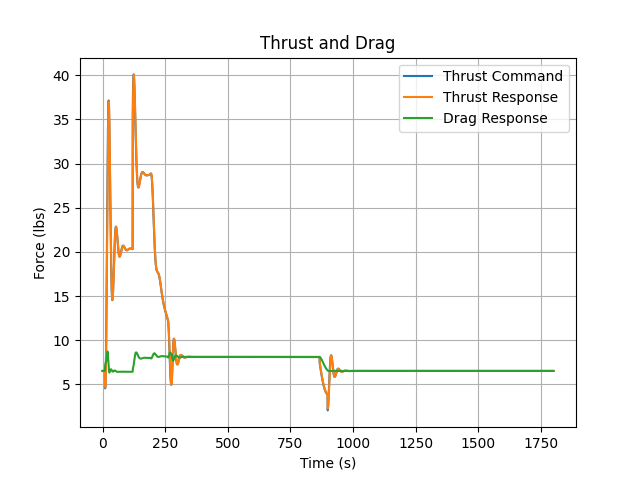 Thrust and Drag
Thrust Command
Thrust Response
Drag Response
40
35
30
25
20
15
10
5
Force (lbs)
0
250
500
750
1000
1250
1500
1750
Time (s)